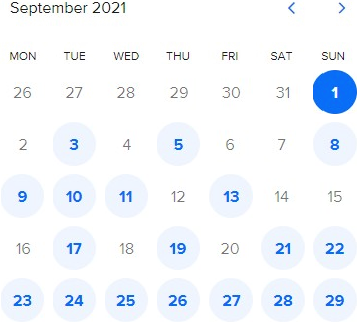 September 2021
MON TUE WED THU FRI SAT SUN
26 27 28 29 30 31 1
2 3 4 5 6 7 8
9 10 11 12 13 14 15
16 17 18 19 20 21 22
23 24 25 26 27 28 29